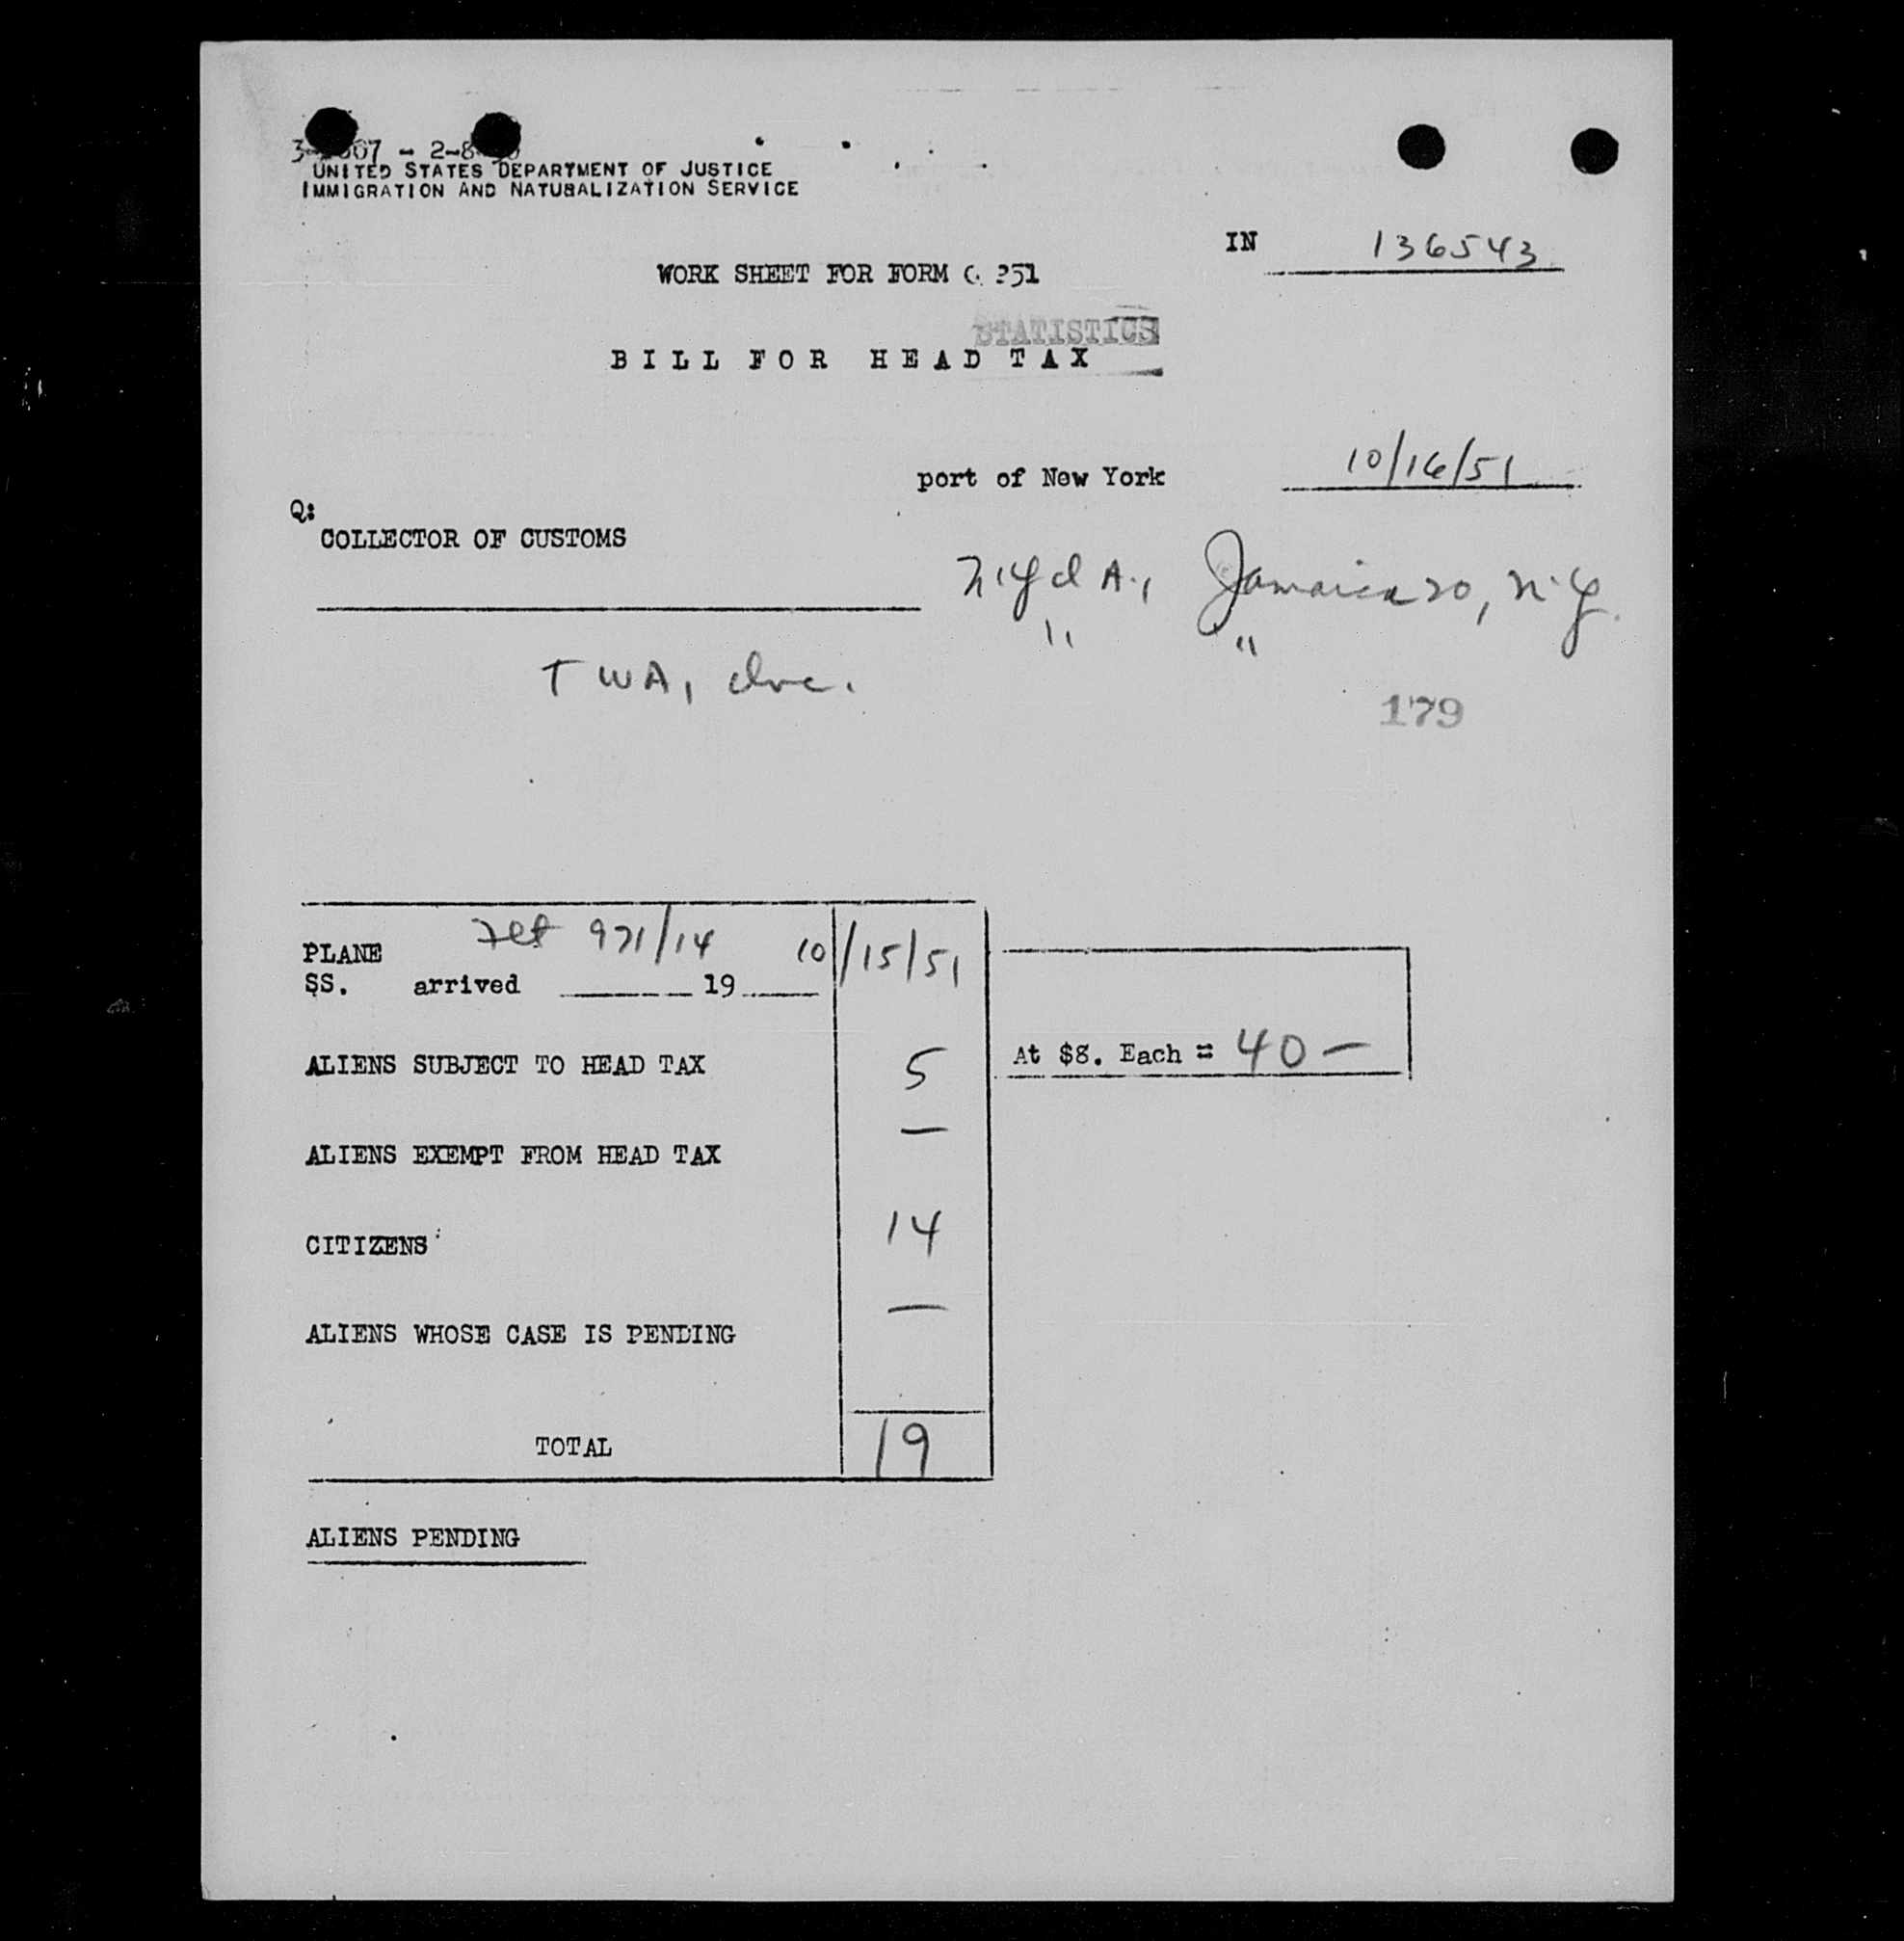 UNITED STATES DEPARTMENT OF JUSTICE
IMMIGRATION AND NATURALIZATION SERVICE
IN 136543
WORK SHEET FOR FORM 351
STATISTICS
BILL FOR HEAD TAX
port of New York 10/16/51
Q:
COLLECTOR OF CUSTOMS
N.Y.I.A., Jamaica 20, N.Y.
" "
TWA, Inc.
179
PLANE Flt 971/14 10/15/51
SS. arrived 19
ALIENS SUBJECT TO HEAD TAX 5 At $8. Each = 40 —
ALIENS EXEMPT FROM HEAD TAX —
CITIZENS 14
ALIENS WHOSE CASE IS PENDING —
TOTAL 19
ALIENS PENDING